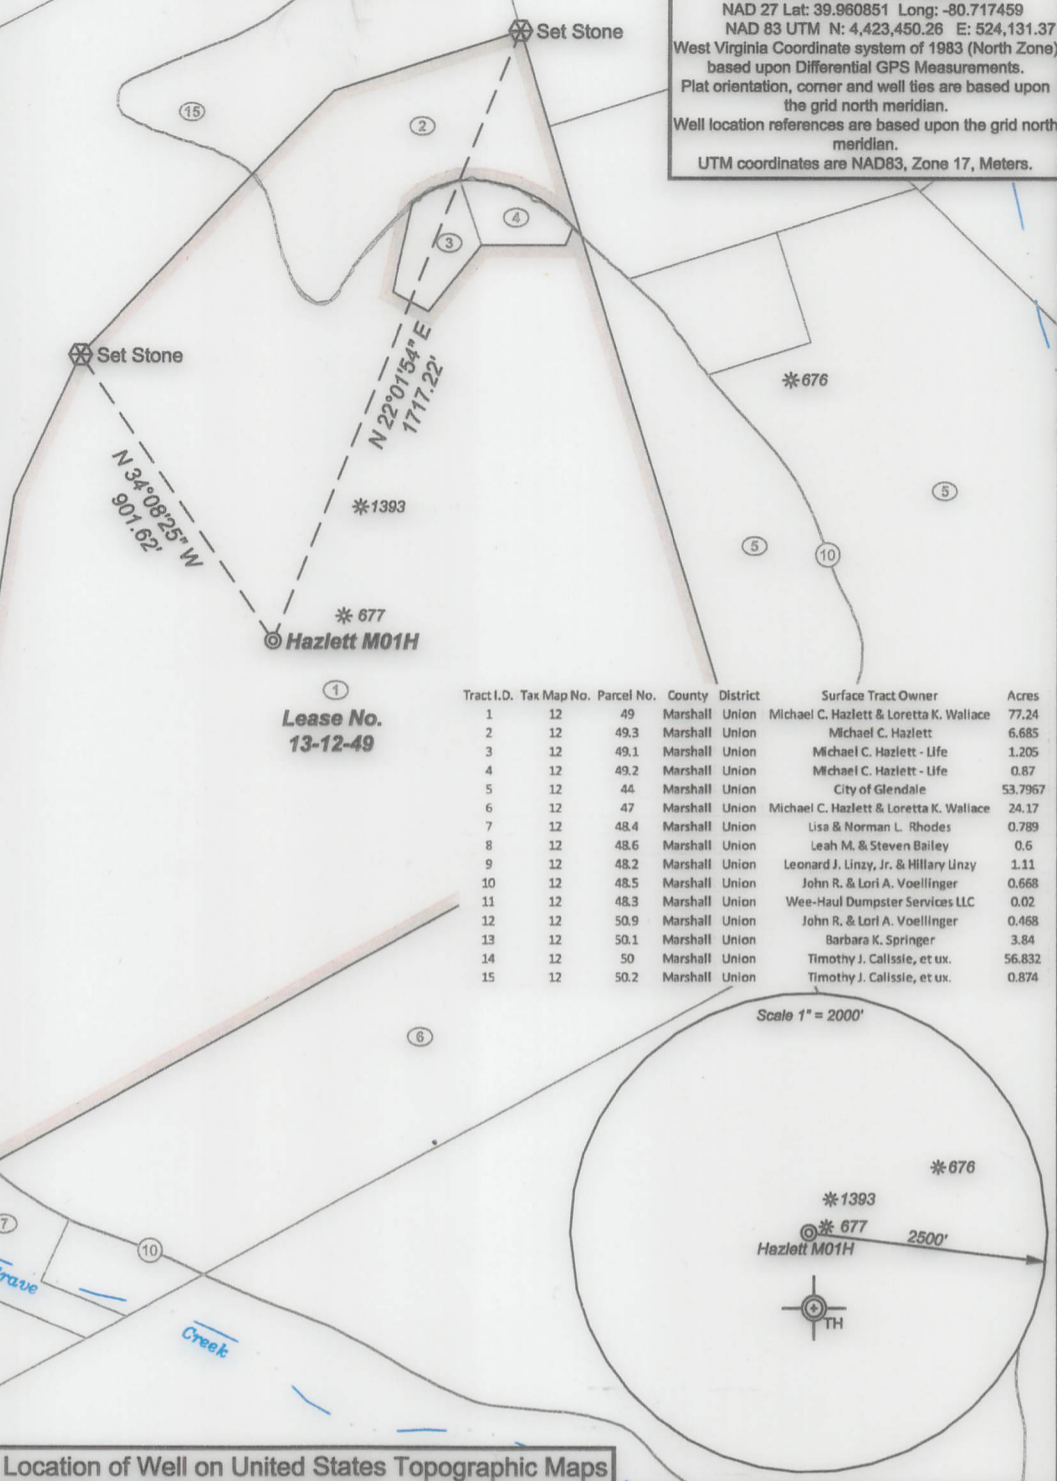 NAD 27 Lat: 39.960851 Long: -80.717459
NAD 83 UTM N: 4,423,450.26 E: 524,131.37
West Virginia Coordinate system of 1983 (North Zone)
based upon Differential GPS Measurements.
Plat orientation, corner and well ties are based upon
the grid north meridian.
Well location references are based upon the grid north
meridian.
UTM coordinates are NAD83, Zone 17, Meters.
Set Stone
15
2
4
3
Set Stone
N 22°01'54" E
1717.22'
676
N 34°08'25" W
901.62'
1393
5
5
10
677
Hazlett M01H
1
Lease No.
13-12-49
Tract I.D. Tax Map No. Parcel No. County District Surface Tract Owner Acres
1 12 49 Marshall Union Michael C. Hazlett & Loretta K. Wallace 77.24
2 12 49.3 Marshall Union Michael C. Hazlett 6.685
3 12 49.1 Marshall Union Michael C. Hazlett - Life 1.205
4 12 49.2 Marshall Union Michael C. Hazlett - Life 0.87
5 12 44 Marshall Union City of Glendale 53.7967
6 12 47 Marshall Union Michael C. Hazlett & Loretta K. Wallace 24.17
7 12 48.4 Marshall Union Lisa & Norman L. Rhodes 0.789
8 12 48.6 Marshall Union Leah M. & Steven Bailey 0.6
9 12 48.2 Marshall Union Leonard J. Linzy, Jr. & Hillary Linzy 1.11
10 12 48.5 Marshall Union John R. & Lori A. Voellinger 0.668
11 12 48.3 Marshall Union Wee-Haul Dumpster Services LLC 0.02
12 12 50.9 Marshall Union John R. & Lori A. Voellinger 0.468
13 12 50.1 Marshall Union Barbara K. Springer 3.84
14 12 50 Marshall Union Timothy J. Calissie, et ux. 56.832
15 12 50.2 Marshall Union Timothy J. Calissie, et ux. 0.874
Scale 1" = 2000'
6
676
1393
677
Hazlett M01H
2500'
TH
7
10
rave
Creek
Location of Well on United States Topographic Maps